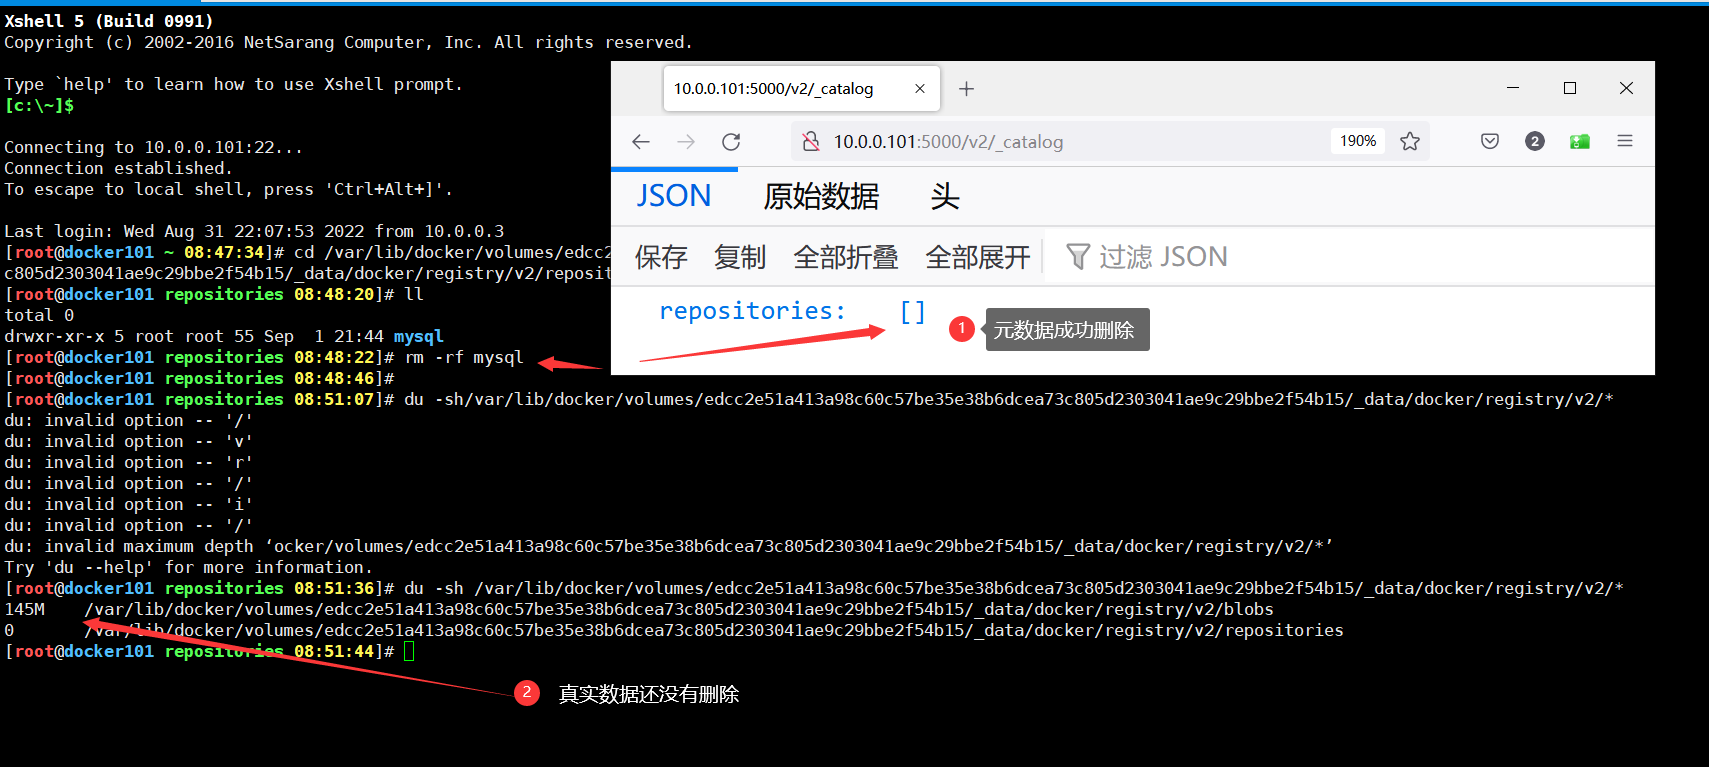 Xshell 5 (Build 0991)
Copyright (c) 2002-2016 NetSarang Computer, Inc. All rights reserved.
Type `help' to learn how to use Xshell prompt.
[c:\~]$
Connecting to 10.0.0.101:22...
Connection established.
To escape to local shell, press 'Ctrl+Alt+]'.
Last login: Wed Aug 31 22:07:53 2022 from 10.0.0.3
[root@docker101 ~ 08:47:34]# cd /var/lib/docker/volumes/edcc2
c805d2303041ae9c29bbe2f54b15/_data/docker/registry/v2/reposit
[root@docker101 repositories 08:48:20]# ll
total 0
drwxr-xr-x 5 root root 55 Sep  1 21:44 mysql
[root@docker101 repositories 08:48:22]# rm -rf mysql
[root@docker101 repositories 08:48:46]#
[root@docker101 repositories 08:51:07]# du -sh/var/lib/docker/volumes/edcc2e51a413a98c60c57be35e38b6dcea73c805d2303041ae9c29bbe2f54b15/_data/docker/registry/v2/*
du: invalid option -- '/'
du: invalid option -- 'v'
du: invalid option -- 'r'
du: invalid option -- '/'
du: invalid option -- 'i'
du: invalid option -- '/'
du: invalid maximum depth ‘ocker/volumes/edcc2e51a413a98c60c57be35e38b6dcea73c805d2303041ae9c29bbe2f54b15/_data/docker/registry/v2/*’
Try 'du --help' for more information.
[root@docker101 repositories 08:51:36]# du -sh /var/lib/docker/volumes/edcc2e51a413a98c60c57be35e38b6dcea73c805d2303041ae9c29bbe2f54b15/_data/docker/registry/v2/*
145M    /var/lib/docker/volumes/edcc2e51a413a98c60c57be35e38b6dcea73c805d2303041ae9c29bbe2f54b15/_data/docker/registry/v2/blobs
0       /var/lib/docker/volumes/edcc2e51a413a98c60c57be35e38b6dcea73c805d2303041ae9c29bbe2f54b15/_data/docker/registry/v2/repositories
[root@docker101 repositories 08:51:44]#
2 真实数据还没有删除
10.0.0.101:5000/v2/_catalog
10.0.0.101:5000/v2/_catalog 190% 2
JSON 原始数据 头
保存 复制 全部折叠 全部展开 过滤 JSON
repositories: []
1 元数据成功删除